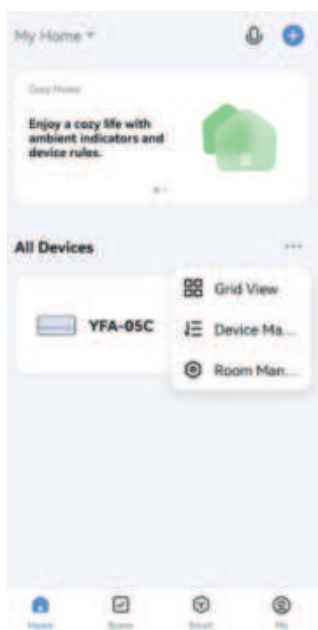 My Home
Cozy Home
Enjoy a cozy life with
ambient indicators and
device rules.
All Devices
Grid View
YFA-05C
Device Ma...
Room Man...
Home
Scene
Smart
Me